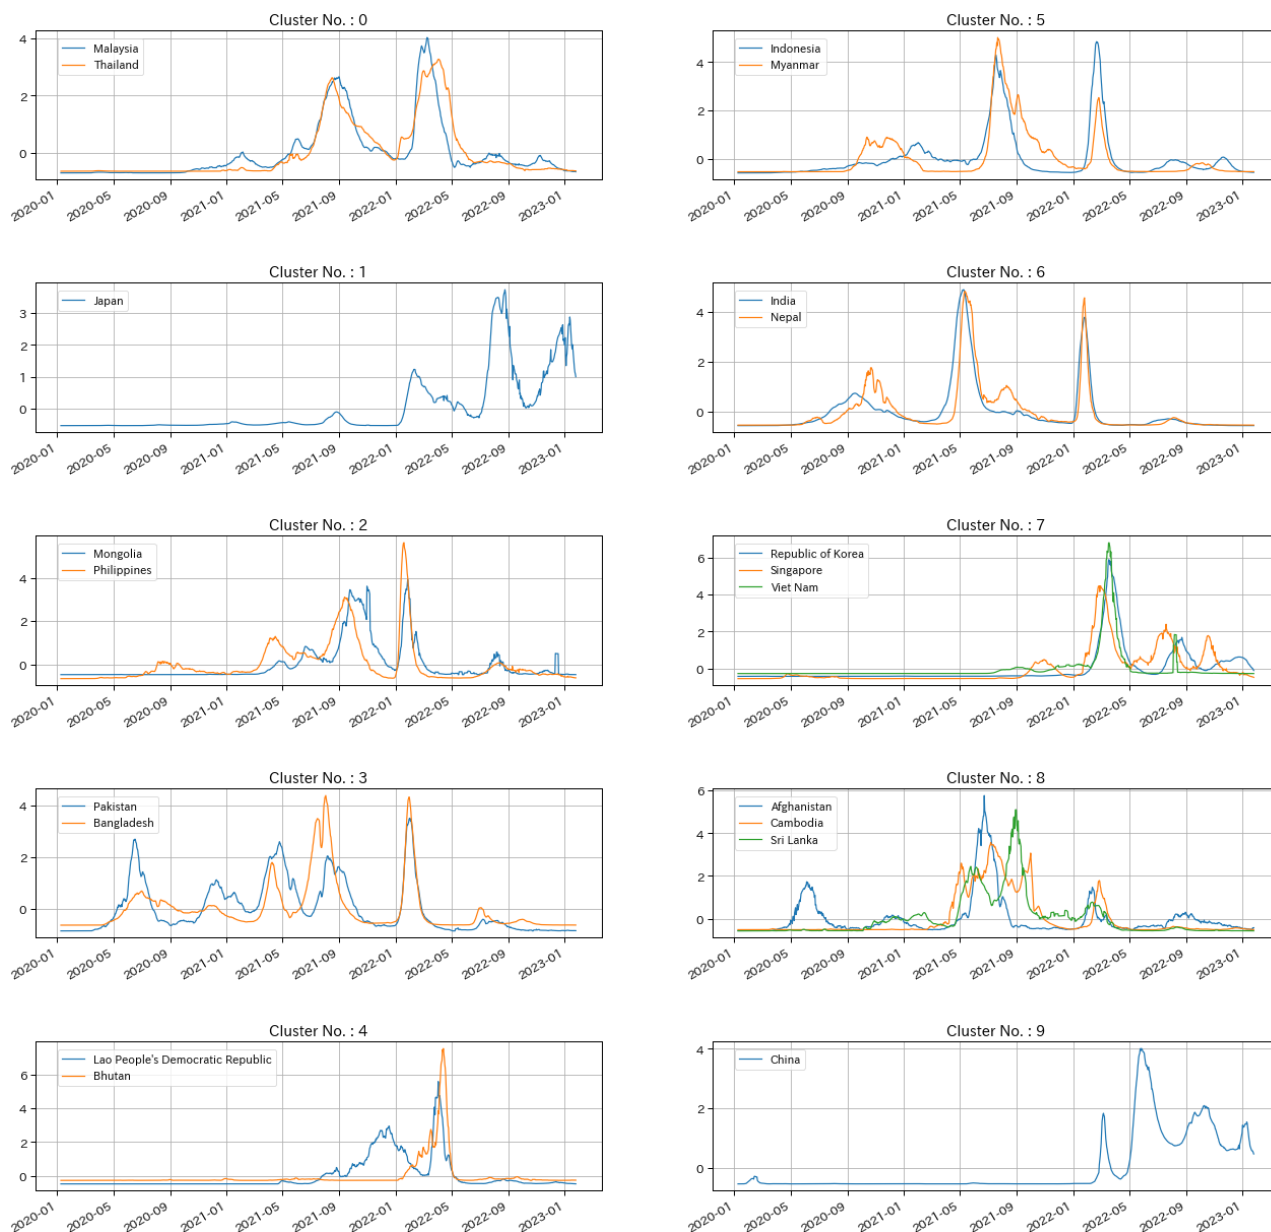 Cluster No. : 0
Malaysia
Thailand
4
2
0
2020-01 2020-05 2020-09 2021-01 2021-05 2021-09 2022-01 2022-05 2022-09 2023-01
Cluster No. : 5
Indonesia
Myanmar
4
2
0
2020-01 2020-05 2020-09 2021-01 2021-05 2021-09 2022-01 2022-05 2022-09 2023-01
Cluster No. : 1
Japan
3
2
1
0
2020-01 2020-05 2020-09 2021-01 2021-05 2021-09 2022-01 2022-05 2022-09 2023-01
Cluster No. : 6
India
Nepal
4
2
0
2020-01 2020-05 2020-09 2021-01 2021-05 2021-09 2022-01 2022-05 2022-09 2023-01
Cluster No. : 2
Mongolia
Philippines
4
2
0
2020-01 2020-05 2020-09 2021-01 2021-05 2021-09 2022-01 2022-05 2022-09 2023-01
Cluster No. : 7
Republic of Korea
Singapore
Viet Nam
6
4
2
0
2020-01 2020-05 2020-09 2021-01 2021-05 2021-09 2022-01 2022-05 2022-09 2023-01
Cluster No. : 3
Pakistan
Bangladesh
4
2
0
2020-01 2020-05 2020-09 2021-01 2021-05 2021-09 2022-01 2022-05 2022-09 2023-01
Cluster No. : 8
Afghanistan
Cambodia
Sri Lanka
6
4
2
0
2020-01 2020-05 2020-09 2021-01 2021-05 2021-09 2022-01 2022-05 2022-09 2023-01
Cluster No. : 4
Lao People's Democratic Republic
Bhutan
6
4
2
0
2020-01 2020-05 2020-09 2021-01 2021-05 2021-09 2022-01 2022-05 2022-09 2023-01
Cluster No. : 9
China
4
2
0
2020-01 2020-05 2020-09 2021-01 2021-05 2021-09 2022-01 2022-05 2022-09 2023-01